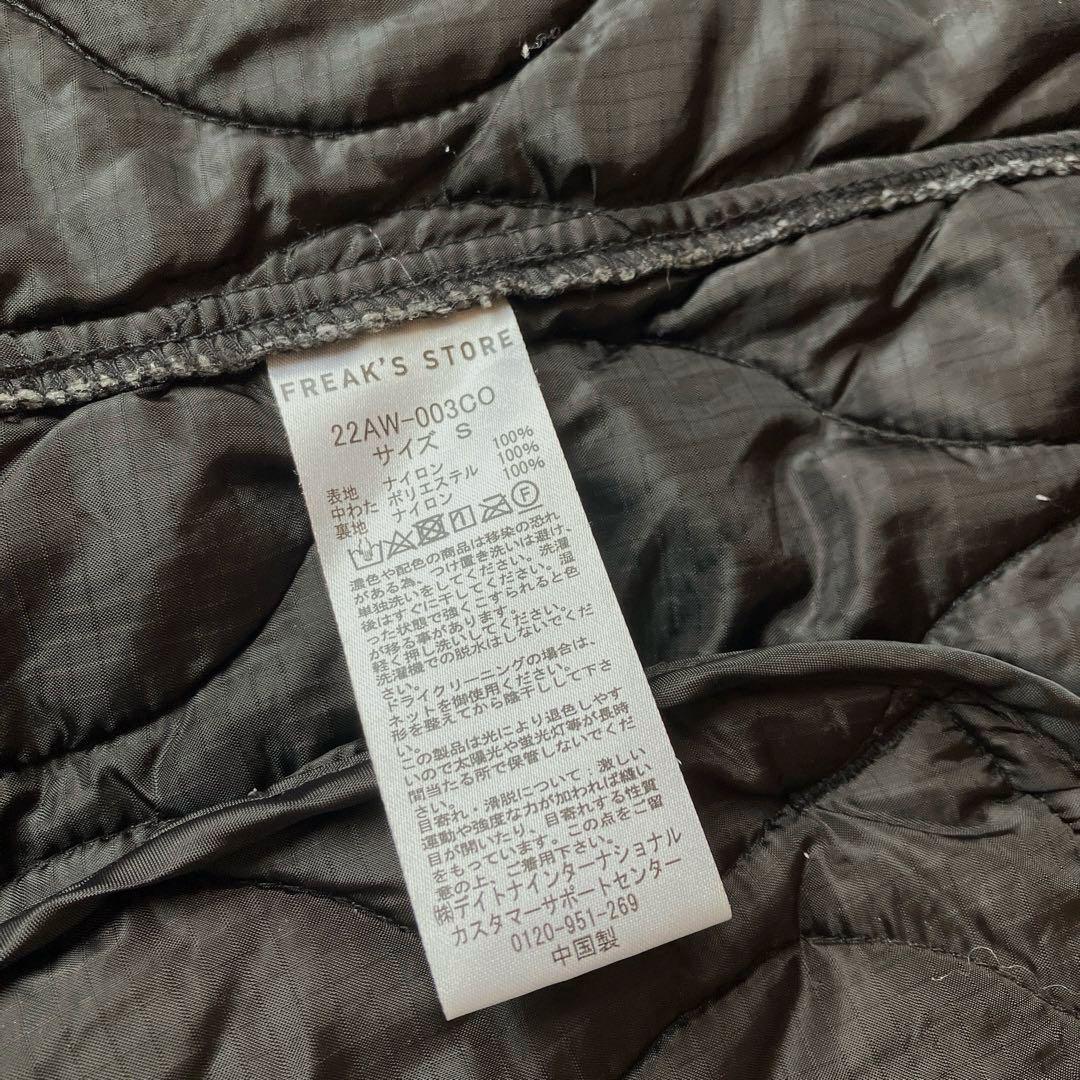 FREAK'S STORE
22AW-003CO
サイズ S
表地 ナイロン 100%
中わた ポリエステル 100%
裏地 ナイロン 100%
F
濃色や配色の商品は移染の恐れ
がある為、つけ置き洗いは避け、
単独洗いをしてください。洗濯
後はすぐに干してください。湿
った状態で強くこすられると色
が移る事があります。
軽く押し洗いしてください。
洗濯機での脱水はしないでくだ
さい。
ドライクリーニングの場合は、
ネットを御使用ください。
形を整えてから陰干しして下さ
い。
この製品は光により退色しやす
いので太陽光や蛍光灯等が長時
間当たる所で保管しないでくだ
さい。
目寄れ・滑脱について、激しい
運動や強度な力が加われば縫い
目が開いたり、目寄れする性質
をもっています。この点をご留
意の上、ご着用下さい。
㈱デイトナインターナショナル
カスタマーサポートセンター
0120-951-269
中国製